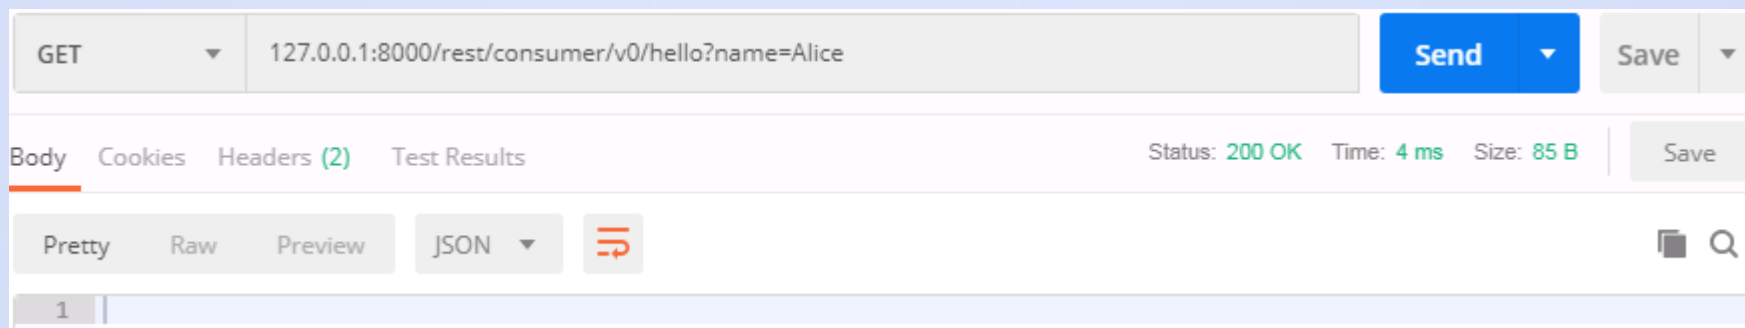 GET 127.0.0.1:8000/rest/consumer/v0/hello?name=Alice Send Save
Body Cookies Headers (2) Test Results Status: 200 OK Time: 4 ms Size: 85 B Save
Pretty Raw Preview JSON
1